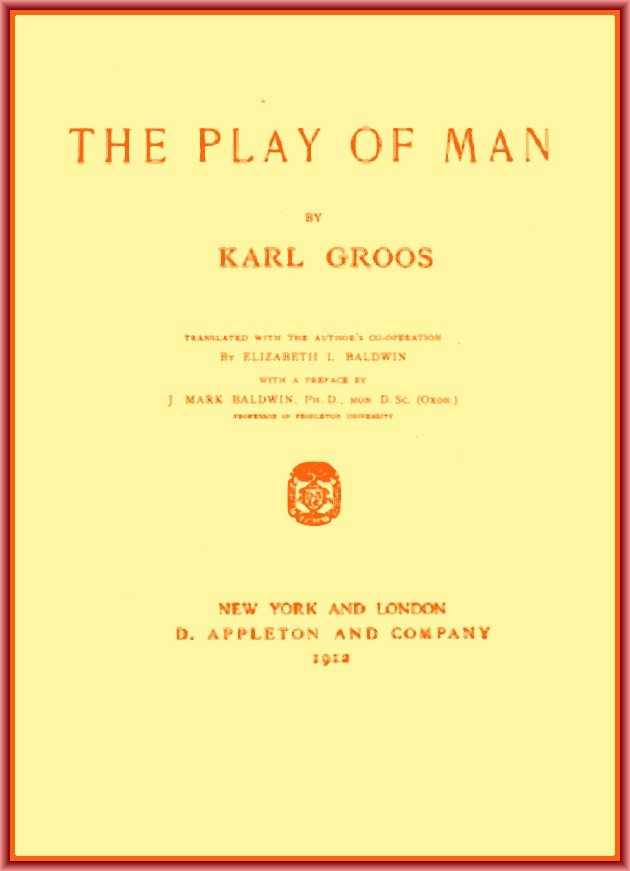 THE PLAY OF MAN
BY
KARL GROOS
TRANSLATED WITH THE AUTHOR'S CO-OPERATION
By ELIZABETH L. BALDWIN
WITH A PREFACE BY
J. MARK BALDWIN, PH. D., HON. D. SC. (OXON.)
PROFESSOR IN PRINCETON UNIVERSITY
NEW YORK AND LONDON
D. APPLETON AND COMPANY
1912